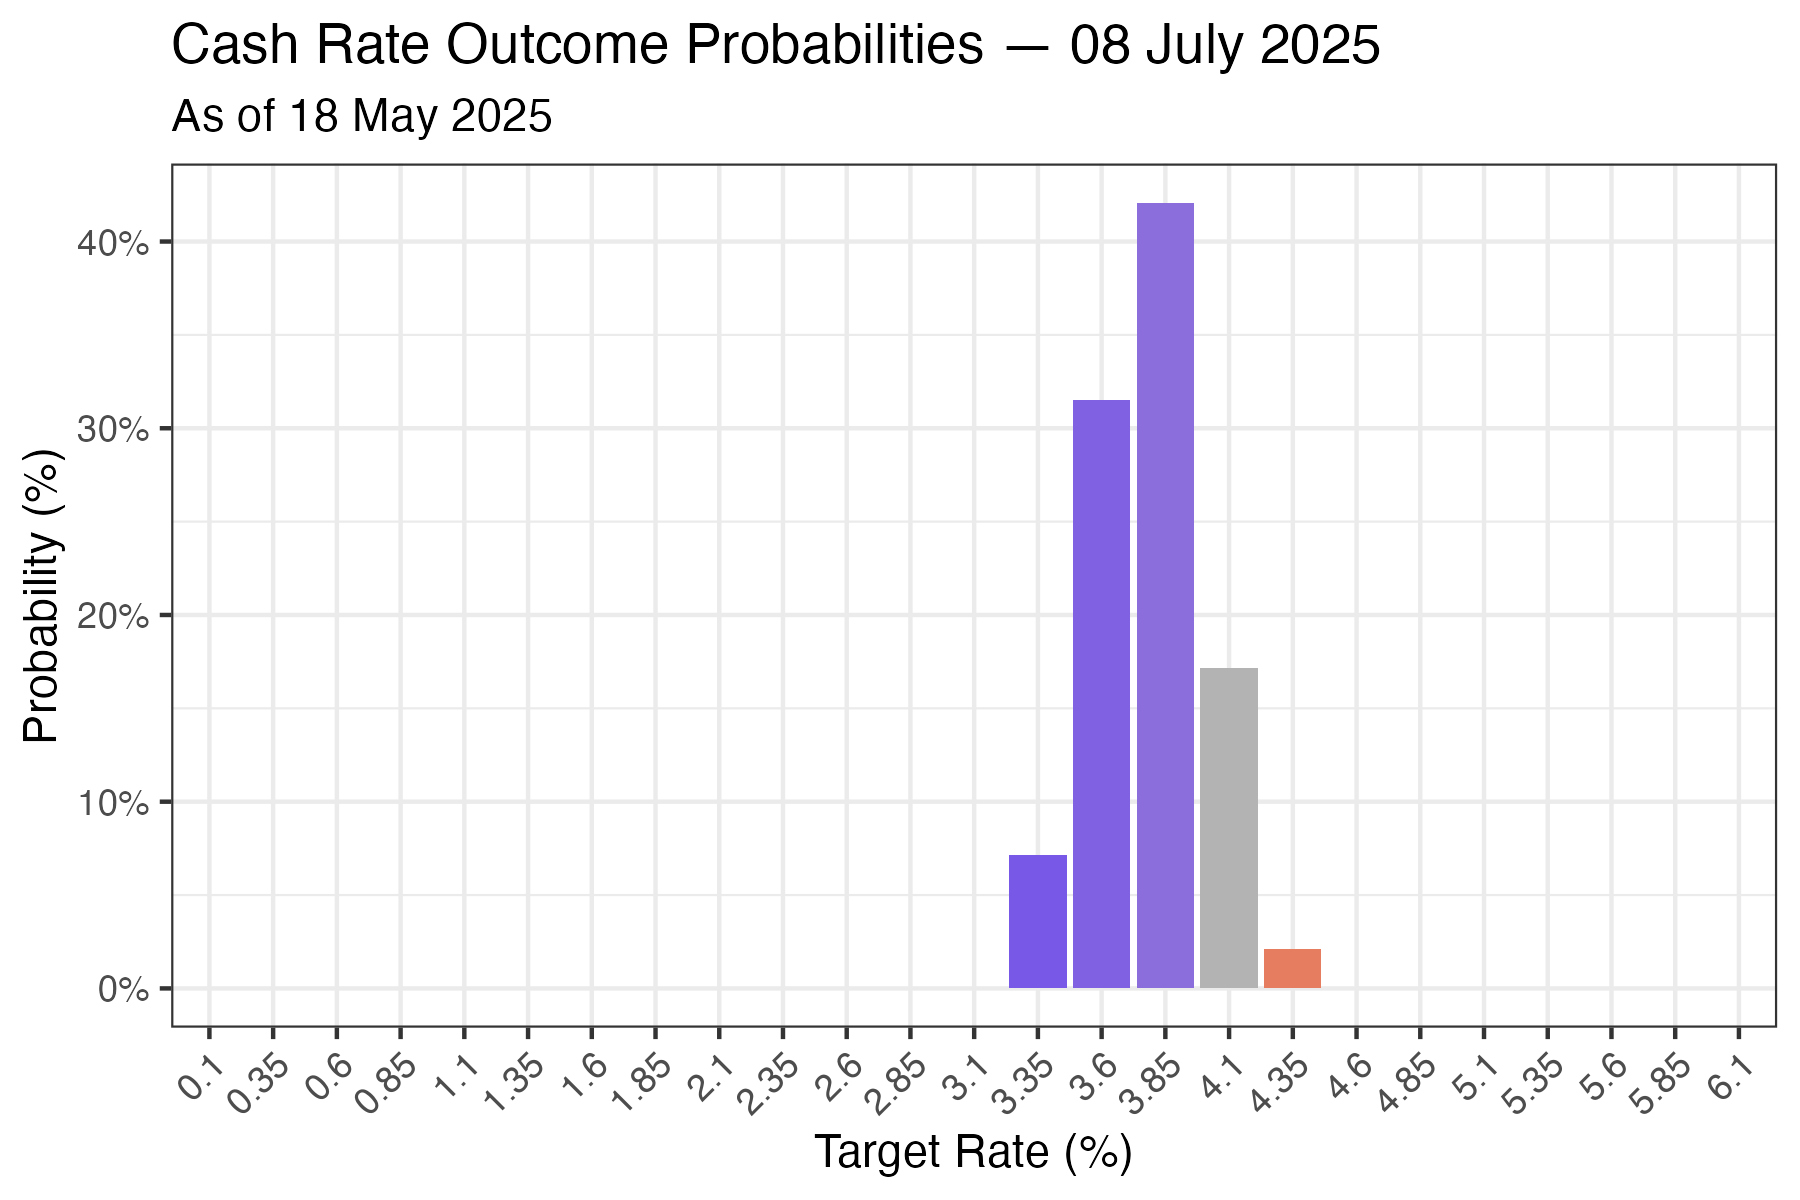 Cash Rate Outcome Probabilities — 08 July 2025
As of 18 May 2025
Probability (%)
40%
30%
20%
10%
0%
0.1 0.35 0.6 0.85 1.1 1.35 1.6 1.85 2.1 2.35 2.6 2.85 3.1 3.35 3.6 3.85 4.1 4.35 4.6 4.85 5.1 5.35 5.6 5.85 6.1
Target Rate (%)